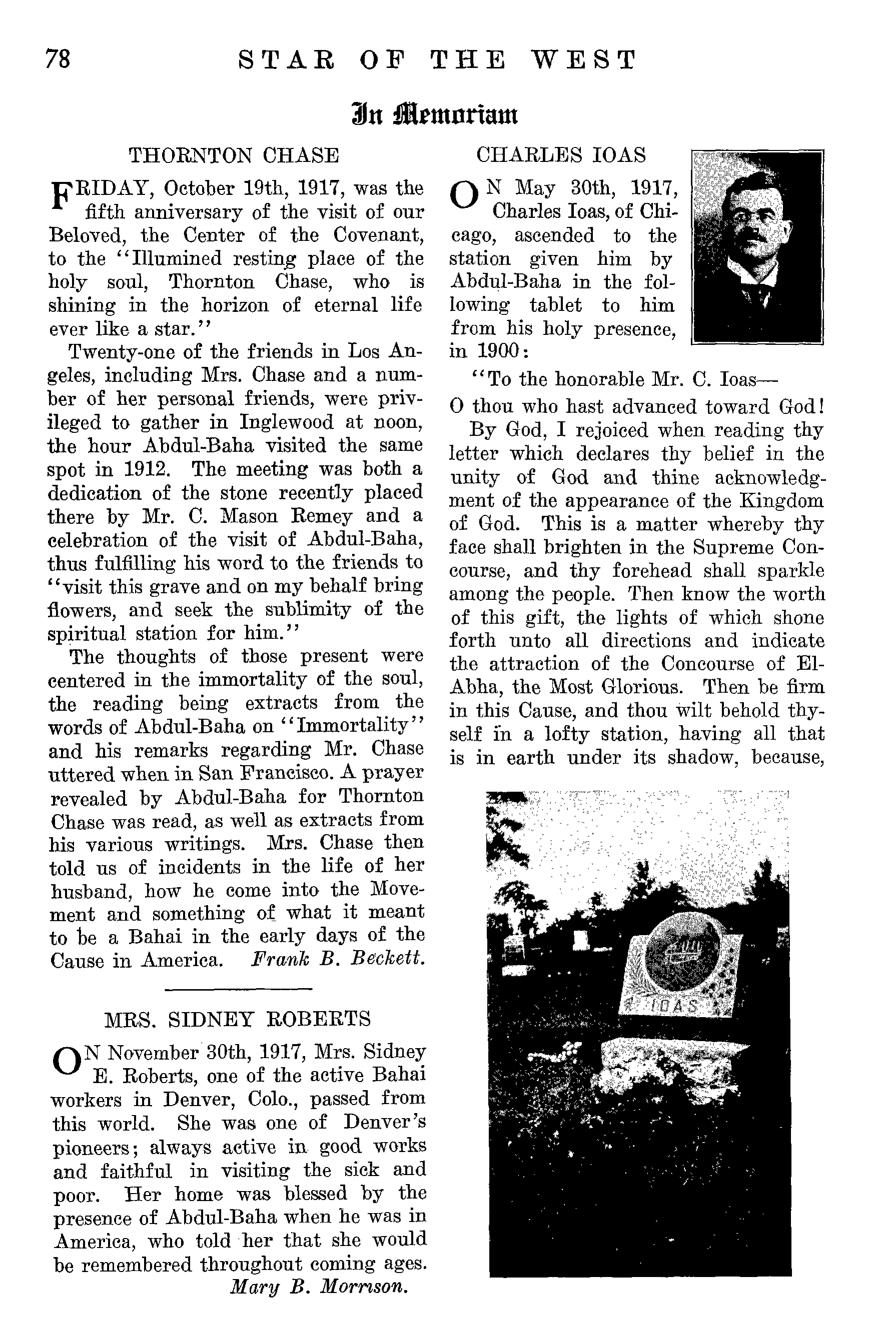 78 STAR OF THE WEST
In Memoriam
THORNTON CHASE
FRIDAY, October 19th, 1917, was the
fifth anniversary of the visit of our
Beloved, the Center of the Covenant,
to the “Illumined resting place of the
holy soul, Thornton Chase, who is
shining in the horizon of eternal life
ever like a star.”
Twenty-one of the friends in Los An-
geles, including Mrs. Chase and a num-
ber of her personal friends, were priv-
ileged to gather in Inglewood at noon,
the hour Abdul-Baha visited the same
spot in 1912. The meeting was both a
dedication of the stone recently placed
there by Mr. C. Mason Remey and a
celebration of the visit of Abdul-Baha,
thus fulfilling his word to the friends to
“visit this grave and on my behalf bring
flowers, and seek the sublimity of the
spiritual station for him.”
The thoughts of those present were
centered in the immortality of the soul,
the reading being extracts from the
words of Abdul-Baha on “Immortality”
and his remarks regarding Mr. Chase
uttered when in San Francisco. A prayer
revealed by Abdul-Baha for Thornton
Chase was read, as well as extracts from
his various writings. Mrs. Chase then
told us of incidents in the life of her
husband, how he come into the Move-
ment and something of what it meant
to be a Bahai in the early days of the
Cause in America. Frank B. Beckett.
MRS. SIDNEY ROBERTS
ON November 30th, 1917, Mrs. Sidney
E. Roberts, one of the active Bahai
workers in Denver, Colo., passed from
this world. She was one of Denver's
pioneers; always active in good works
and faithful in visiting the sick and
poor. Her home was blessed by the
presence of Abdul-Baha when he was in
America, who told her that she would
be remembered throughout coming ages.
Mary B. Morrison.
CHARLES IOAS
ON May 30th, 1917,
Charles Ioas, of Chi-
cago, ascended to the
station given him by
Abdul-Baha in the fol-
lowing tablet to him
from his holy presence,
in 1900:
“To the honorable Mr. C. Ioas—
O thou who hast advanced toward God!
By God, I rejoiced when reading thy
letter which declares thy belief in the
unity of God and thine acknowledg-
ment of the appearance of the Kingdom
of God. This is a matter whereby thy
face shall brighten in the Supreme Con-
course, and thy forehead shall sparkle
among the people. Then know the worth
of this gift, the lights of which shone
forth unto all directions and indicate
the attraction of the Concourse of El-
Abha, the Most Glorious. Then be firm
in this Cause, and thou wilt behold thy-
self in a lofty station, having all that
is in earth under its shadow, because,
IOAS